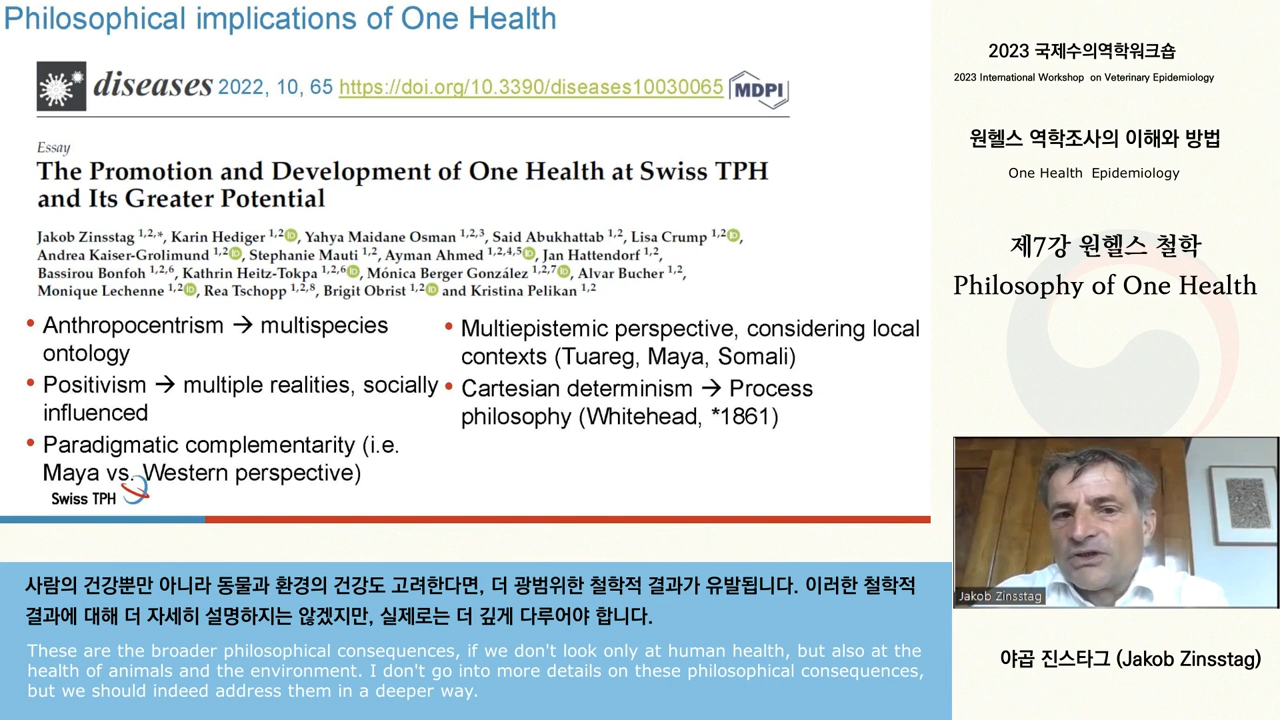 Philosophical implications of One Health
diseases 2022, 10, 65 https://doi.org/10.3390/diseases10030065 MDPI
Essay
The Promotion and Development of One Health at Swiss TPH
and Its Greater Potential
Jakob Zinsstag 1,2,*, Karin Hediger 1,2, Yahya Maidane Osman 1,2,3, Said Abukhattab 1,2, Lisa Crump 1,2,
Andrea Kaiser-Grolimund 1,2, Stephanie Mauti 1,2, Ayman Ahmed 1,2,4,5, Jan Hattendorf 1,2,
Bassirou Bonfoh 1,2,6, Kathrin Heitz-Tokpa 1,2,6, Mónica Berger González 1,2,7, Alvar Bucher 1,2,
Monique Lechenne 1,2, Rea Tschopp 1,2,8, Brigit Obrist 1,2 and Kristina Pelikan 1,2
• Anthropocentrism → multispecies
ontology
• Positivism → multiple realities, socially
influenced
• Paradigmatic complementarity (i.e.
Maya vs. Western perspective)
• Multiepistemic perspective, considering local
contexts (Tuareg, Maya, Somali)
• Cartesian determinism → Process
philosophy (Whitehead, *1861)
Swiss TPH
2023 국제수의역학워크숍
2023 International Workshop on Veterinary Epidemiology
원헬스 역학조사의 이해와 방법
One Health Epidemiology
제7강 원헬스 철학
Philosophy of One Health
Jakob Zinsstag
야곱 진스타그 (Jakob Zinsstag)
사람의 건강뿐만 아니라 동물과 환경의 건강도 고려한다면, 더 광범위한 철학적 결과가 유발됩니다. 이러한 철학적
결과에 대해 더 자세히 설명하지는 않겠지만, 실제로는 더 깊게 다루어야 합니다.
These are the broader philosophical consequences, if we don't look only at human health, but also at the
health of animals and the environment. I don't go into more details on these philosophical consequences,
but we should indeed address them in a deeper way.